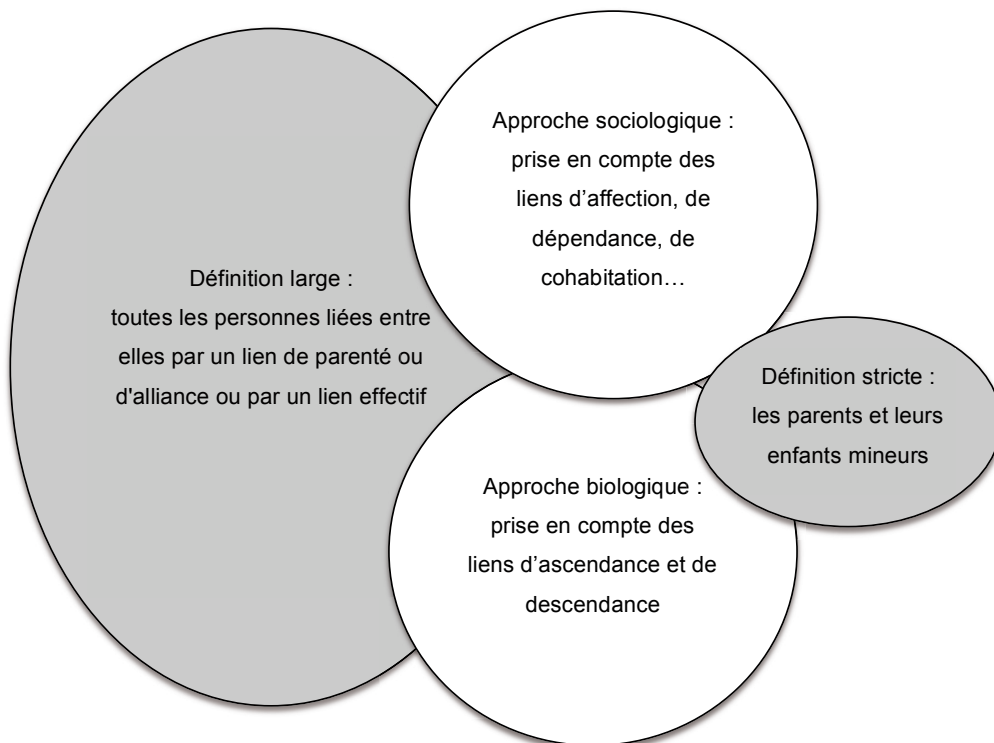 Approche sociologique :
prise en compte des
liens d’affection, de
dépendance, de
cohabitation…
Définition large :
toutes les personnes liées entre
elles par un lien de parenté ou
d'alliance ou par un lien effectif
Définition stricte :
les parents et leurs
enfants mineurs
Approche biologique :
prise en compte des
liens d’ascendance et de
descendance